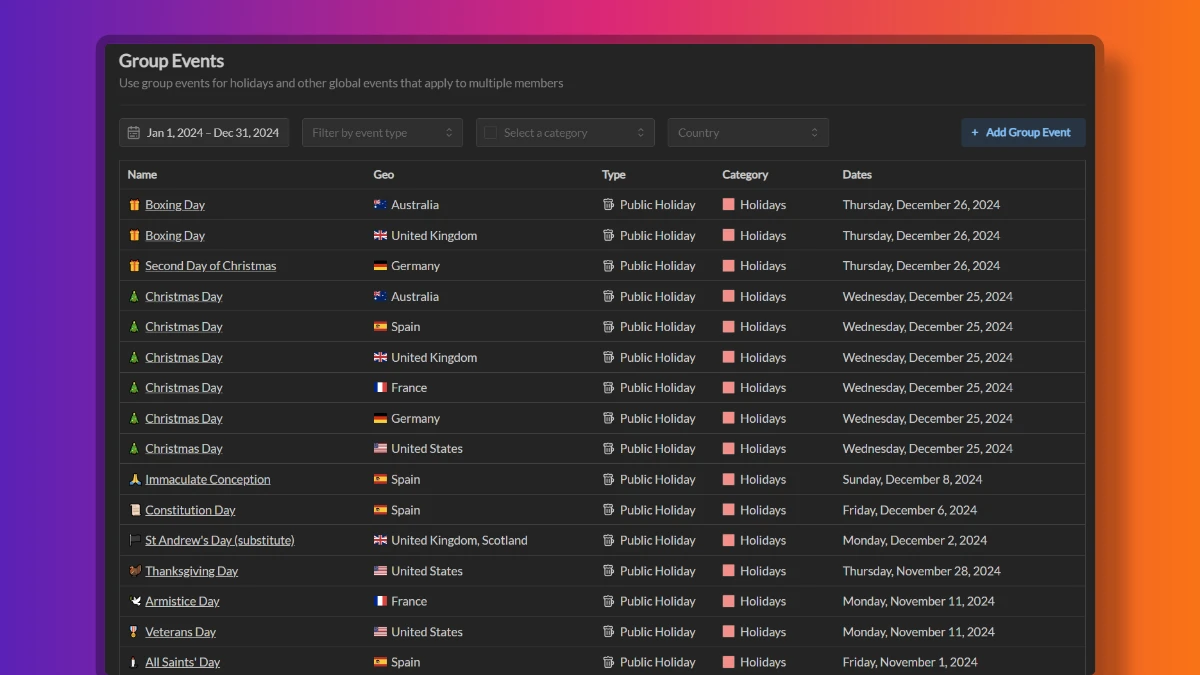 Group Events
Use group events for holidays and other global events that apply to multiple members
Jan 1, 2024 – Dec 31, 2024 Filter by event type Select a category Country + Add Group Event
Name Geo Type Category Dates
Boxing Day Australia Public Holiday Holidays Thursday, December 26, 2024
Boxing Day United Kingdom Public Holiday Holidays Thursday, December 26, 2024
Second Day of Christmas Germany Public Holiday Holidays Thursday, December 26, 2024
Christmas Day Australia Public Holiday Holidays Wednesday, December 25, 2024
Christmas Day Spain Public Holiday Holidays Wednesday, December 25, 2024
Christmas Day United Kingdom Public Holiday Holidays Wednesday, December 25, 2024
Christmas Day France Public Holiday Holidays Wednesday, December 25, 2024
Christmas Day Germany Public Holiday Holidays Wednesday, December 25, 2024
Christmas Day United States Public Holiday Holidays Wednesday, December 25, 2024
Immaculate Conception Spain Public Holiday Holidays Sunday, December 8, 2024
Constitution Day Spain Public Holiday Holidays Friday, December 6, 2024
St Andrew's Day (substitute) United Kingdom, Scotland Public Holiday Holidays Monday, December 2, 2024
Thanksgiving Day United States Public Holiday Holidays Thursday, November 28, 2024
Armistice Day France Public Holiday Holidays Monday, November 11, 2024
Veterans Day United States Public Holiday Holidays Monday, November 11, 2024
All Saints' Day Spain Public Holiday Holidays Friday, November 1, 2024